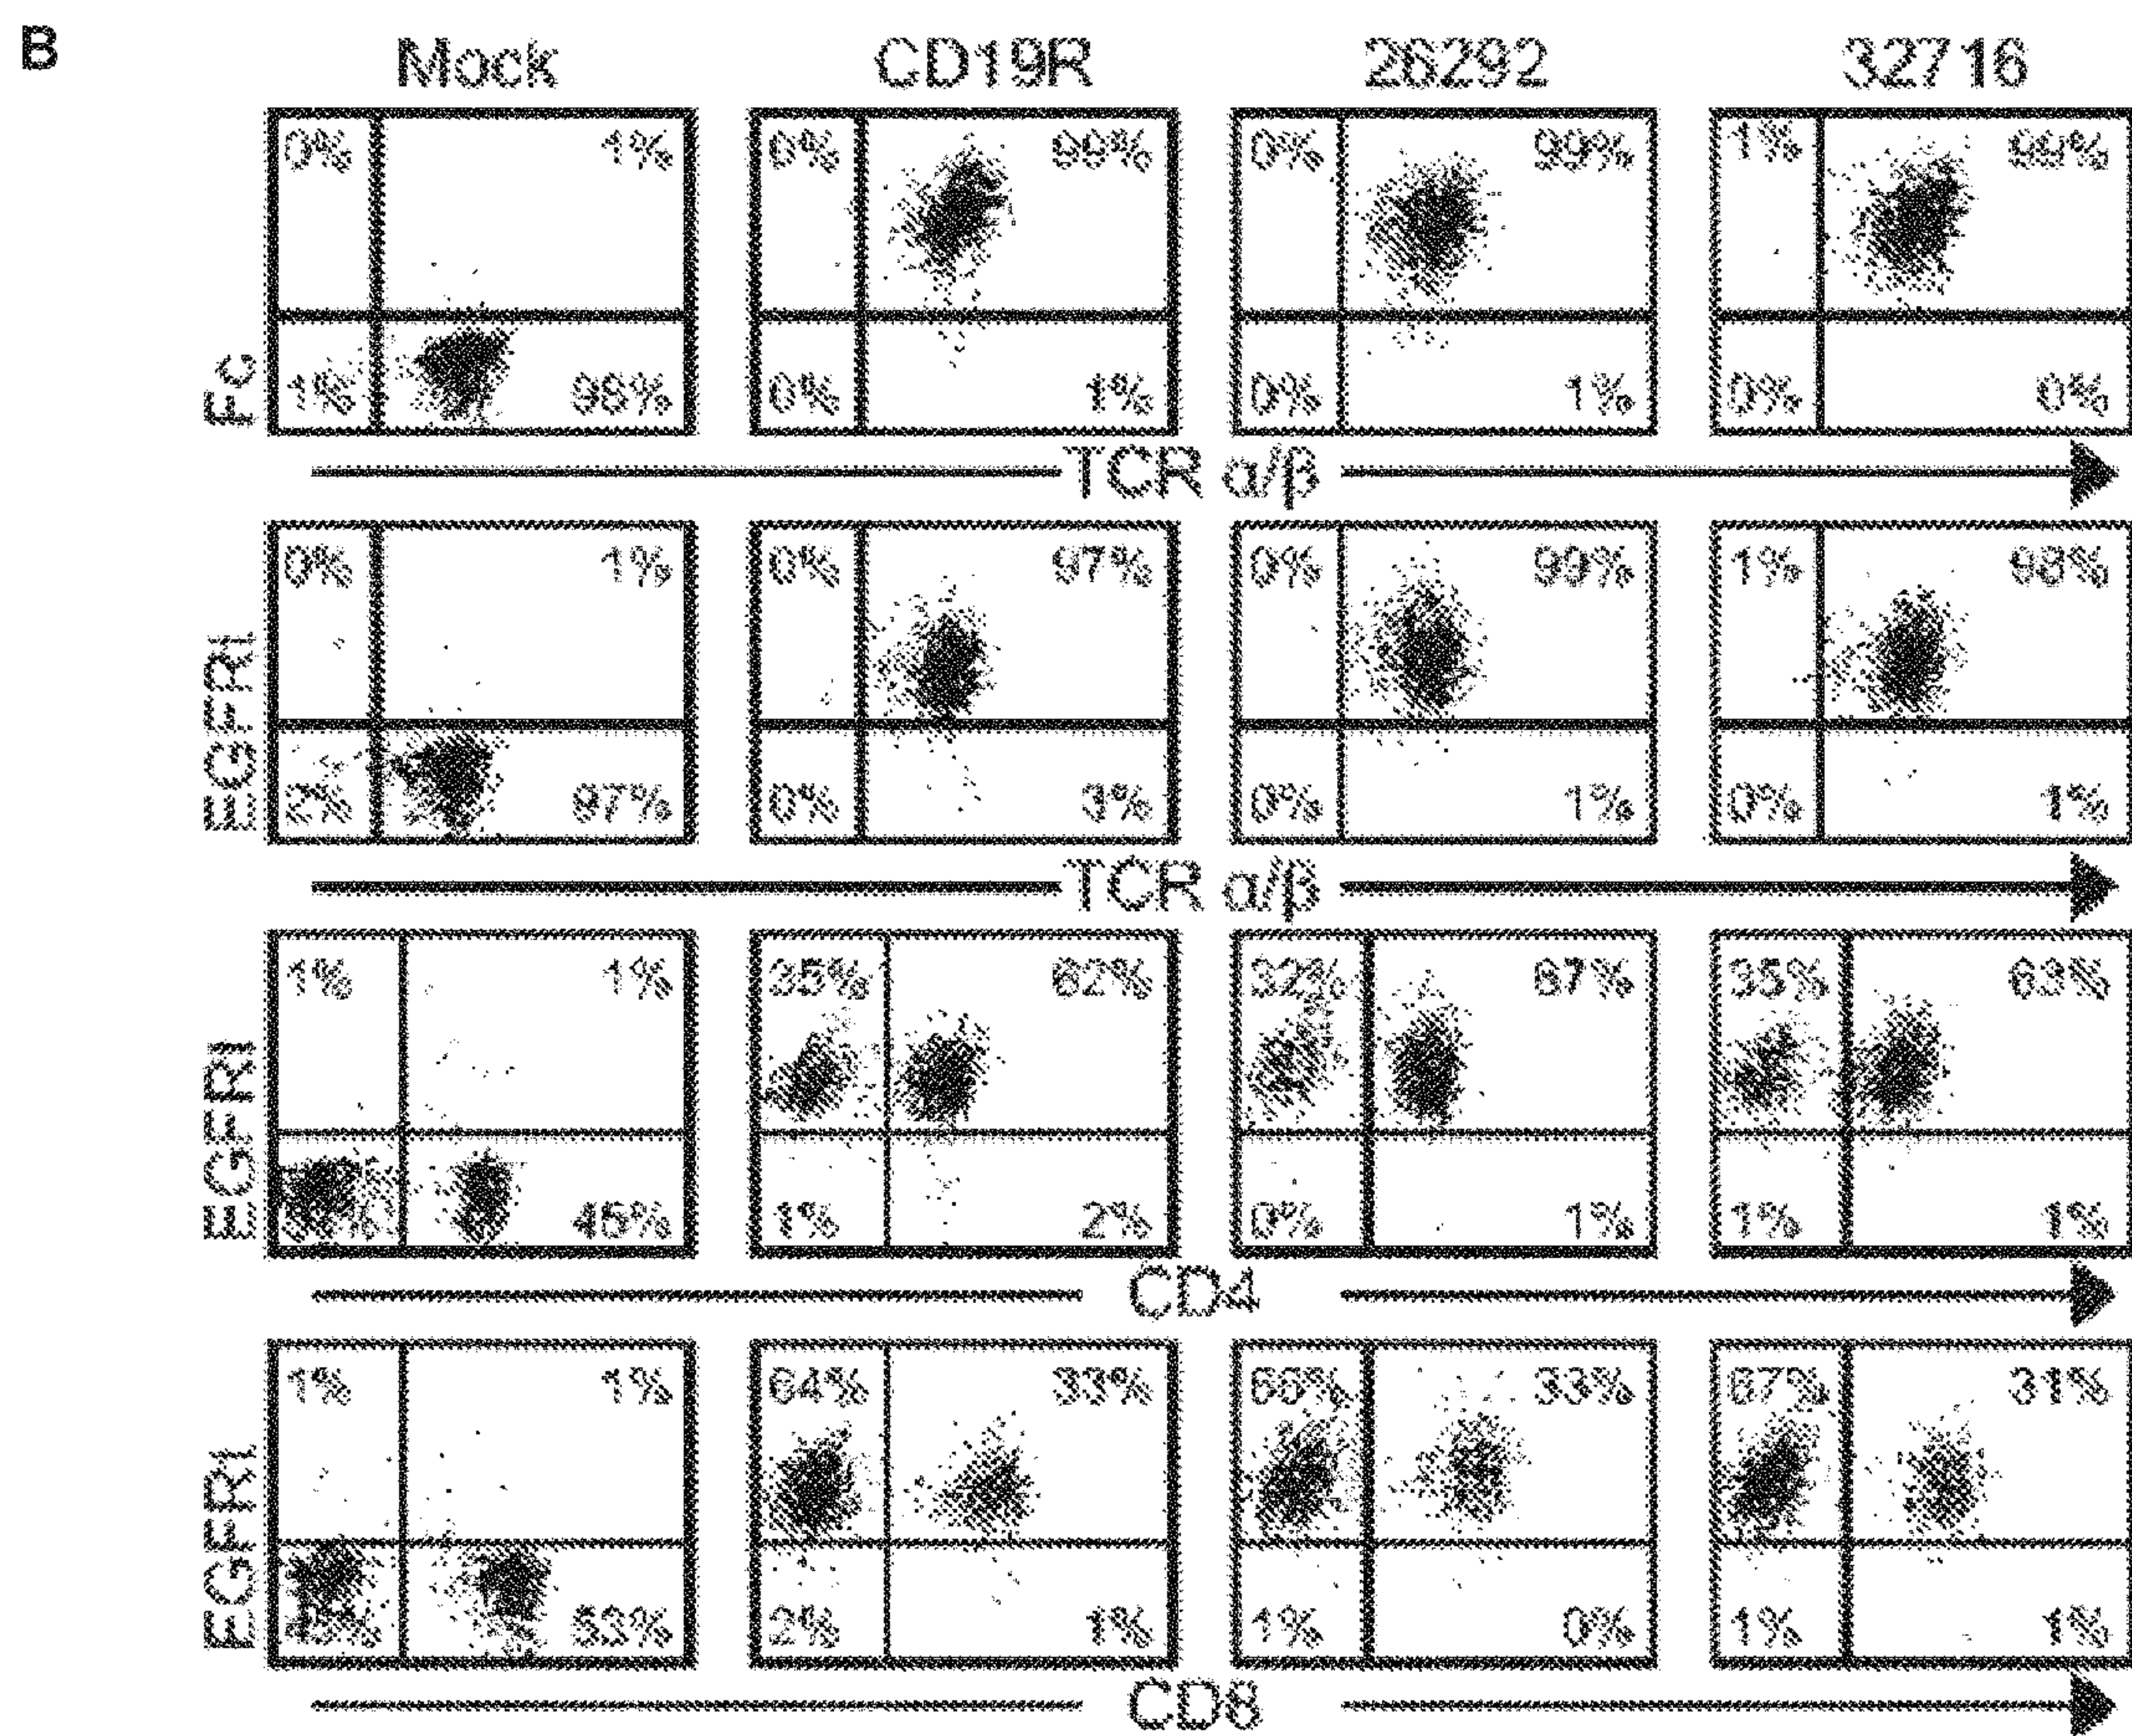 B
Mock CD19R 26292 32716
0% 1% 0% 99% 0% 99% 1% 99%
Fc
1% 98% 0% 1% 0% 1% 0% 0%
TCR α/β
0% 1% 0% 97% 0% 99% 1% 98%
EGFRt
2% 97% 0% 3% 0% 1% 0% 1%
TCR α/β
1% 1% 35% 62% 32% 67% 35% 63%
EGFRt
45% 1% 2% 0% 1% 1% 1%
CD4
1% 1% 64% 33% 66% 33% 67% 31%
EGFRt
53% 2% 1% 1% 0% 1% 1%
CD8